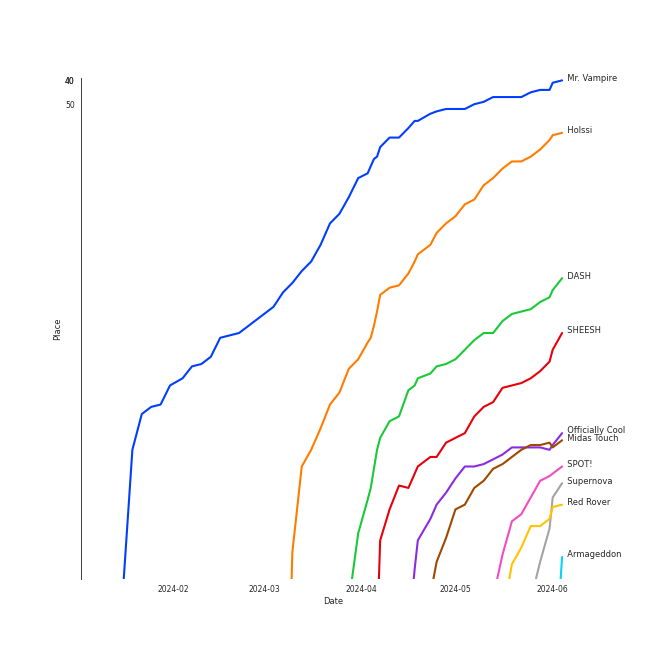 40
50
Place
Mr. Vampire
Holssi
DASH
SHEESH
Officially Cool
Midas Touch
SPOT!
Supernova
Red Rover
Armageddon
2024-02
2024-03
2024-04
2024-05
2024-06
Date